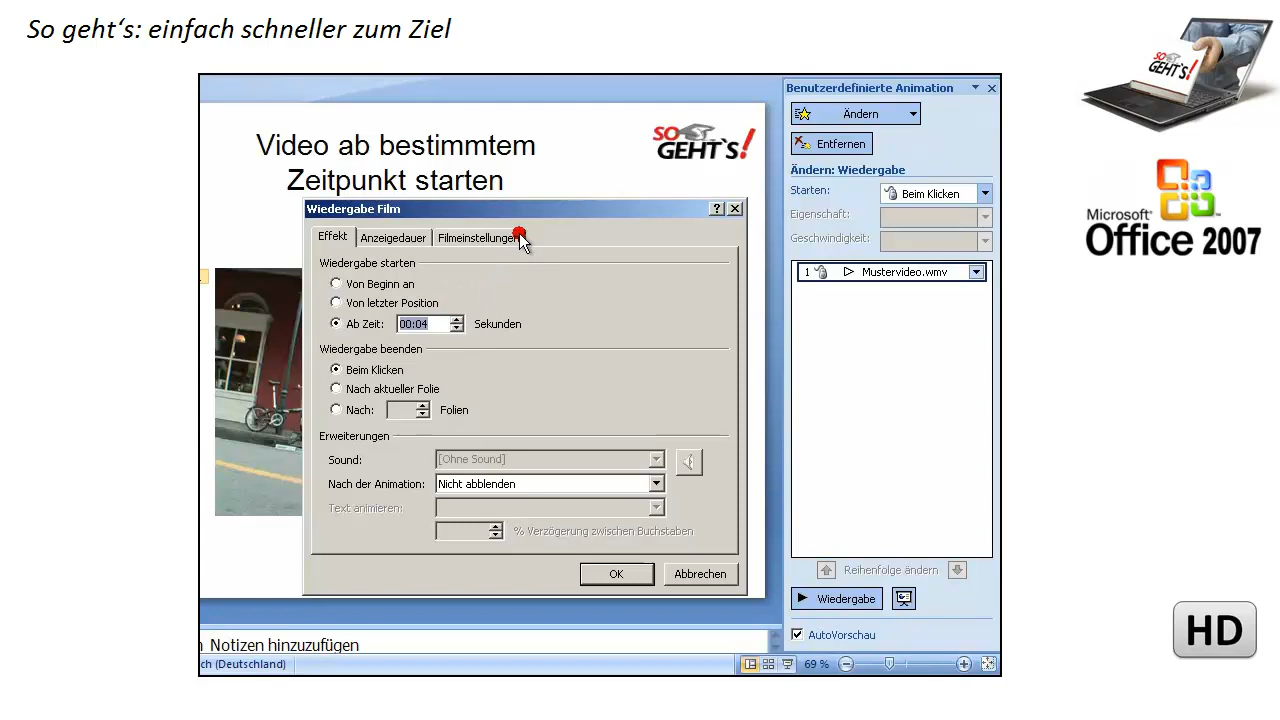 So geht's: einfach schneller zum Ziel
SO GEHT'S!
Microsoft
Office 2007
HD
Video ab bestimmtem
Zeitpunkt starten
SO GEHT'S!
Wiedergabe Film
Effekt Anzeigedauer Filmeinstellungen
Wiedergabe starten
Von Beginn an
Von letzter Position
Ab Zeit: 00:04 Sekunden
Wiedergabe beenden
Beim Klicken
Nach aktueller Folie
Nach: Folien
Erweiterungen
Sound: [Ohne Sound]
Nach der Animation: Nicht abblenden
Text animieren:
% Verzögerung zwischen Buchstaben
OK Abbrechen
Benutzerdefinierte Animation
Ändern
Entfernen
Ändern: Wiedergabe
Starten: Beim Klicken
Eigenschaft:
Geschwindigkeit:
1 Mustervideo.wmv
Reihenfolge ändern
Wiedergabe
AutoVorschau
Notizen hinzuzufügen
ch (Deutschland)
69 %